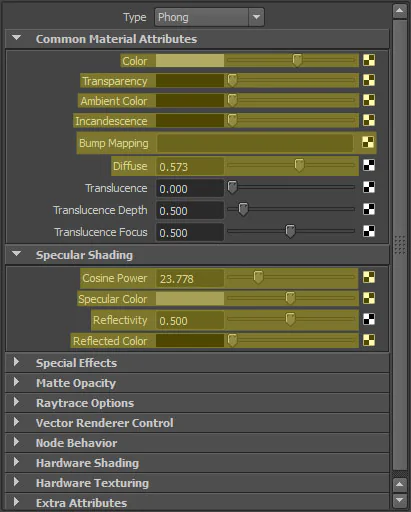 Type Phong
Common Material Attributes
Color
Transparency
Ambient Color
Incandescence
Bump Mapping
Diffuse 0.573
Translucence 0.000
Translucence Depth 0.500
Translucence Focus 0.500
Specular Shading
Cosine Power 23.778
Specular Color
Reflectivity 0.500
Reflected Color
Special Effects
Matte Opacity
Raytrace Options
Vector Renderer Control
Node Behavior
Hardware Shading
Hardware Texturing
Extra Attributes